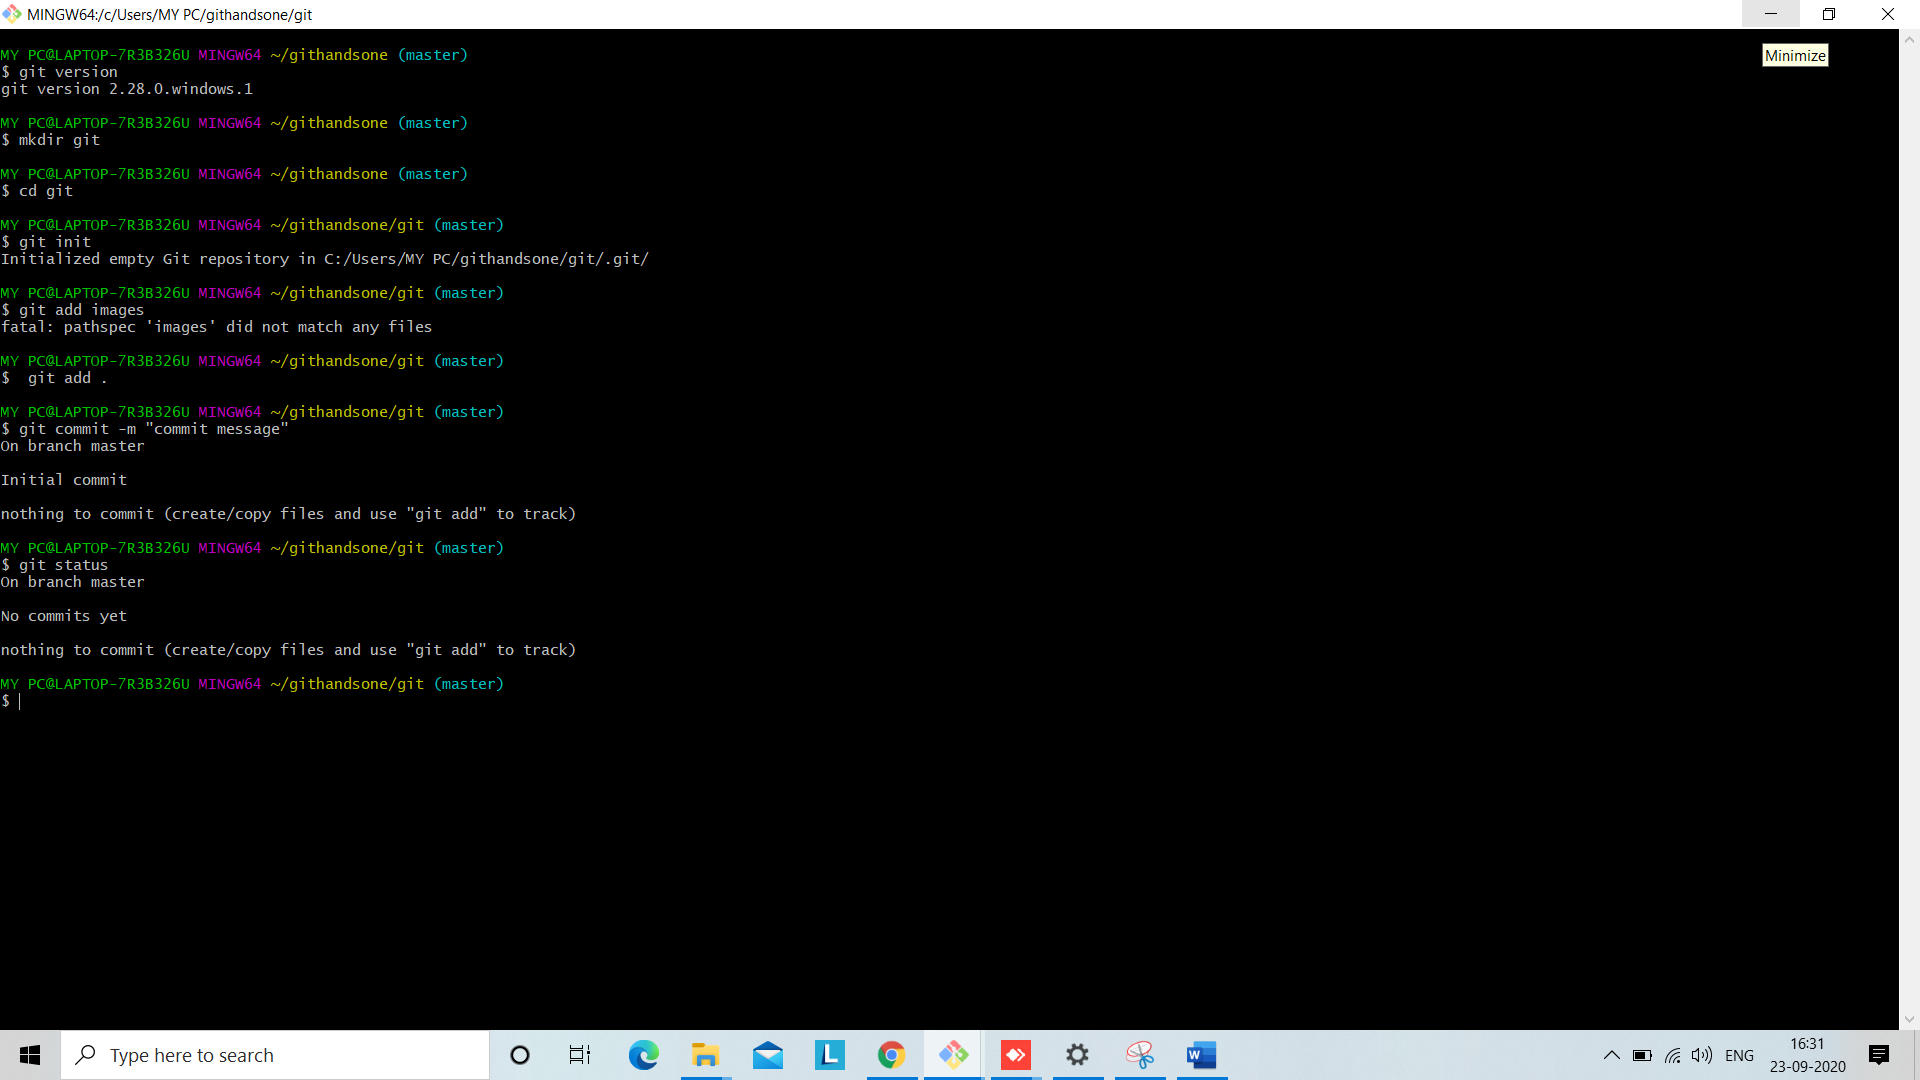 MINGW64:/c/Users/MY PC/githandsone/git
MY PC@LAPTOP-7R3B326U MINGW64 ~/githandsone (master)
Minimize
$ git version
git version 2.28.0.windows.1
MY PC@LAPTOP-7R3B326U MINGW64 ~/githandsone (master)
$ mkdir git
MY PC@LAPTOP-7R3B326U MINGW64 ~/githandsone (master)
$ cd git
MY PC@LAPTOP-7R3B326U MINGW64 ~/githandsone/git (master)
$ git init
Initialized empty Git repository in C:/Users/MY PC/githandsone/git/.git/
MY PC@LAPTOP-7R3B326U MINGW64 ~/githandsone/git (master)
$ git add images
fatal: pathspec 'images' did not match any files
MY PC@LAPTOP-7R3B326U MINGW64 ~/githandsone/git (master)
$  git add .
MY PC@LAPTOP-7R3B326U MINGW64 ~/githandsone/git (master)
$ git commit -m "commit message"
On branch master
Initial commit
nothing to commit (create/copy files and use "git add" to track)
MY PC@LAPTOP-7R3B326U MINGW64 ~/githandsone/git (master)
$ git status
On branch master
No commits yet
nothing to commit (create/copy files and use "git add" to track)
MY PC@LAPTOP-7R3B326U MINGW64 ~/githandsone/git (master)
$
Type here to search
L
W
ENG
16:31
23-09-2020